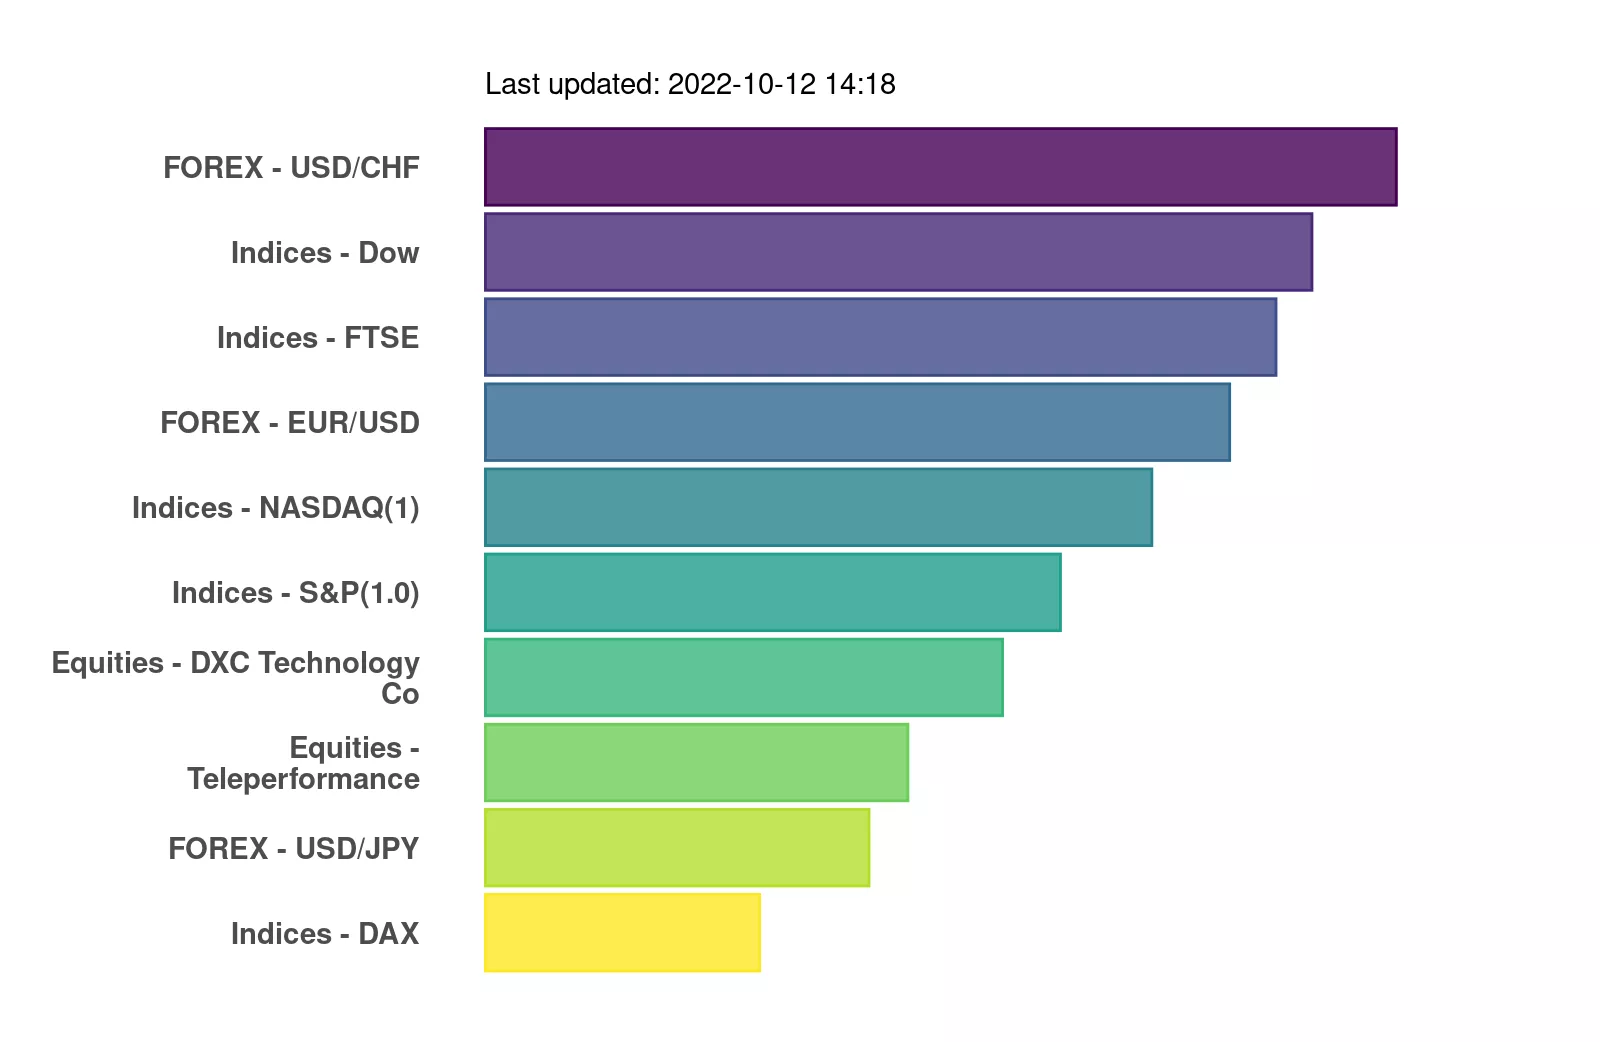 Last updated: 2022-10-12 14:18
FOREX - USD/CHF
Indices - Dow
Indices - FTSE
FOREX - EUR/USD
Indices - NASDAQ(1)
Indices - S&P(1.0)
Equities - DXC Technology
Co
Equities -
Teleperformance
FOREX - USD/JPY
Indices - DAX